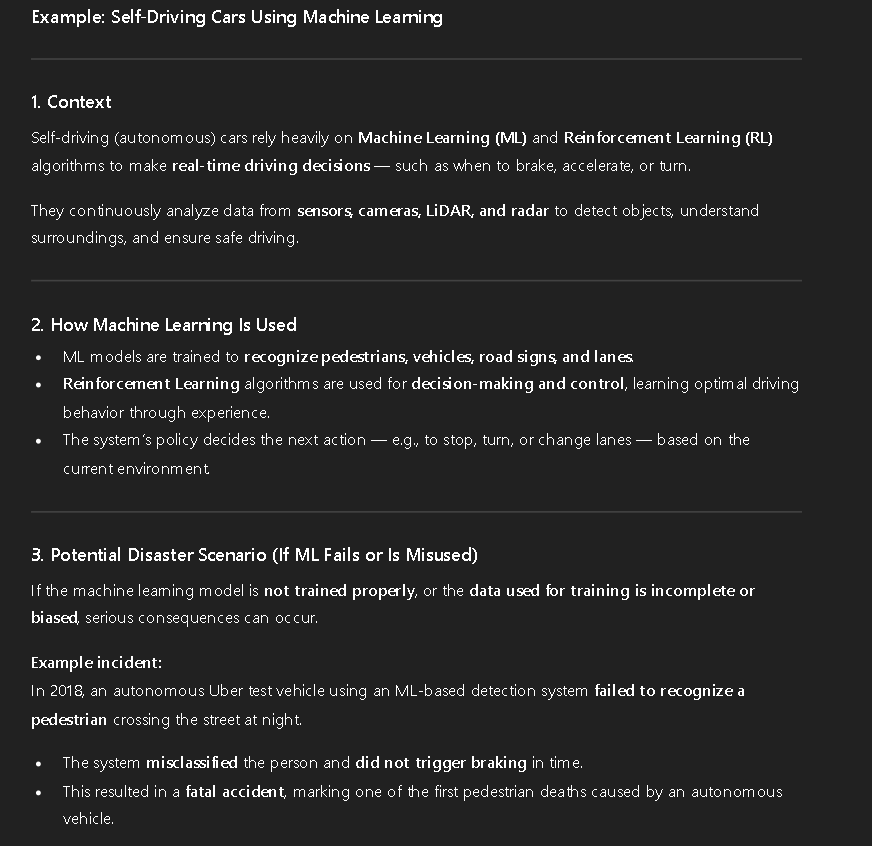 Example: Self-Driving Cars Using Machine Learning
1. Context
Self-driving (autonomous) cars rely heavily on Machine Learning (ML) and Reinforcement Learning (RL)
algorithms to make real-time driving decisions — such as when to brake, accelerate, or turn.
They continuously analyze data from sensors, cameras, LiDAR, and radar to detect objects, understand
surroundings, and ensure safe driving.
2. How Machine Learning Is Used
• ML models are trained to recognize pedestrians, vehicles, road signs, and lanes.
• Reinforcement Learning algorithms are used for decision-making and control, learning optimal driving
behavior through experience.
• The system's policy decides the next action — e.g., to stop, turn, or change lanes — based on the
current environment.
3. Potential Disaster Scenario (If ML Fails or Is Misused)
If the machine learning model is not trained properly, or the data used for training is incomplete or
biased, serious consequences can occur.
Example incident:
In 2018, an autonomous Uber test vehicle using an ML-based detection system failed to recognize a
pedestrian crossing the street at night.
• The system misclassified the person and did not trigger braking in time.
• This resulted in a fatal accident, marking one of the first pedestrian deaths caused by an autonomous
vehicle.